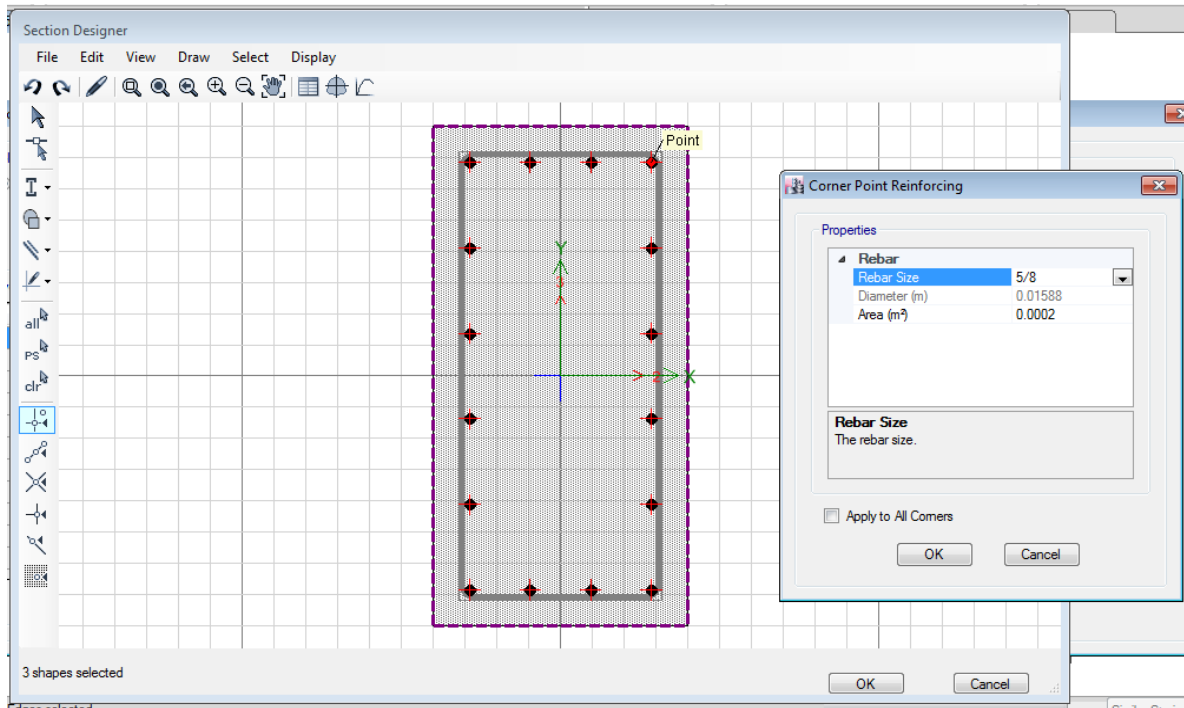 Section Designer
File Edit View Draw Select Display
Point
Y
3
2
X
all
PS
clr
3 shapes selected
OK Cancel
Corner Point Reinforcing
Properties
Rebar
Rebar Size 5/8
Diameter (m) 0.01588
Area (m²) 0.0002
Rebar Size
The rebar size.
Apply to All Corners
OK Cancel